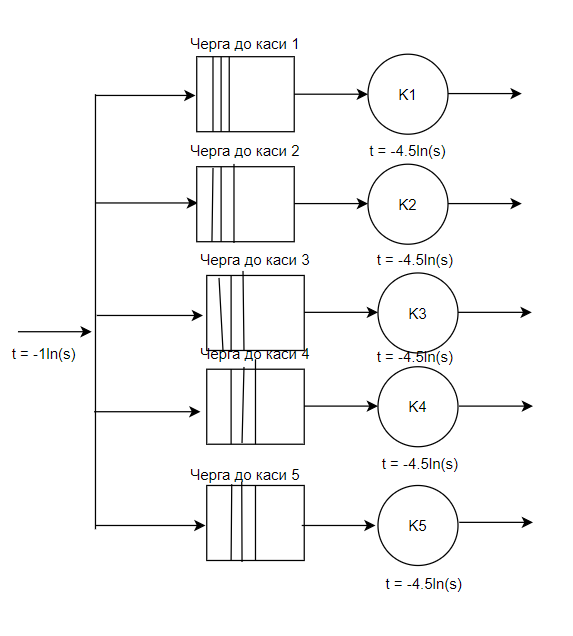 Черга до каси 1
K1
t = -4.5ln(s)
Черга до каси 2
K2
t = -4.5ln(s)
Черга до каси 3
K3
t = -1ln(s)
t = -4.5ln(s)
Черга до каси 4
K4
t = -4.5ln(s)
Черга до каси 5
K5
t = -4.5ln(s)